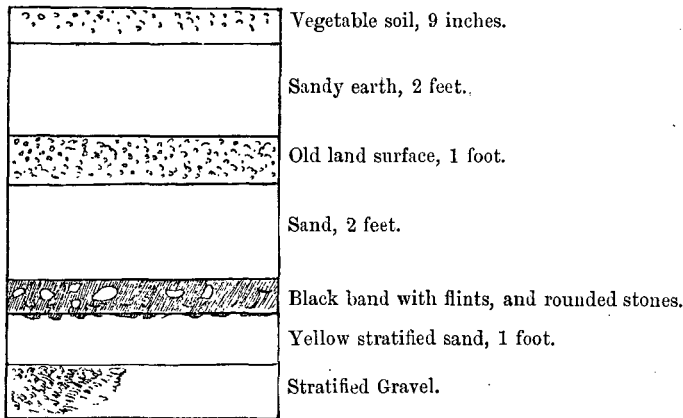 Vegetable soil, 9 inches.
Sandy earth, 2 feet.
Old land surface, 1 foot.
Sand, 2 feet.
Black band with flints, and rounded stones.
Yellow stratified sand, 1 foot.
Stratified Gravel.